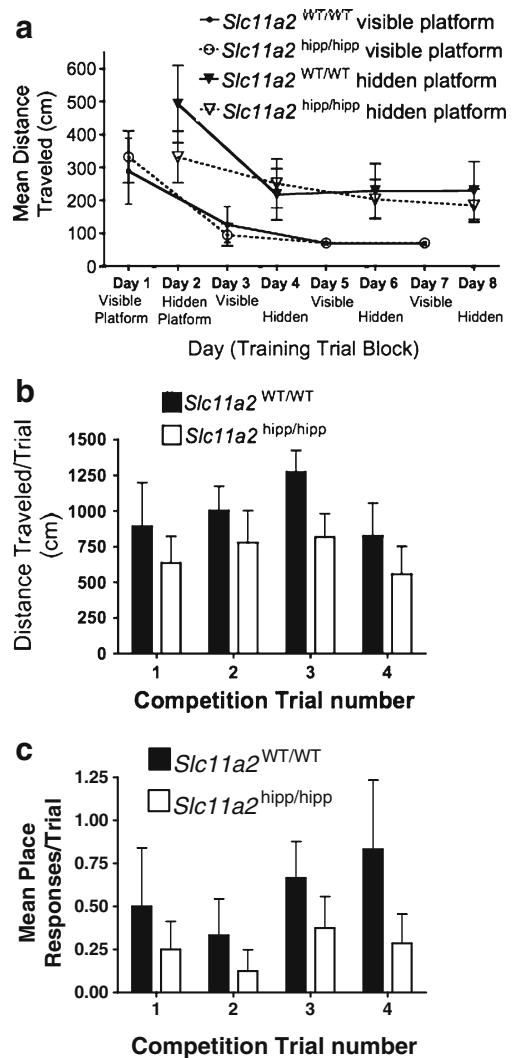 a
Slc11a2 WT/WT visible platform
Slc11a2 hipp/hipp visible platform
Slc11a2 WT/WT hidden platform
Slc11a2 hipp/hipp hidden platform
Mean Distance
Traveled (cm)
600
500
400
300
200
100
0
Day 1 Day 2 Day 3 Day 4 Day 5 Day 6 Day 7 Day 8
Visible Platform
Hidden Platform
Visible
Hidden
Visible
Hidden
Visible
Hidden
Day (Training Trial Block)
b
Slc11a2 WT/WT
Slc11a2 hipp/hipp
Distance Traveled/Trial
(cm)
1500
1250
1000
750
500
250
0
1 2 3 4
Competition Trial number
c
Slc11a2 WT/WT
Slc11a2 hipp/hipp
Mean Place
Responses/Trial
1.25
1.00
0.75
0.50
0.25
0.00
1 2 3 4
Competition Trial number